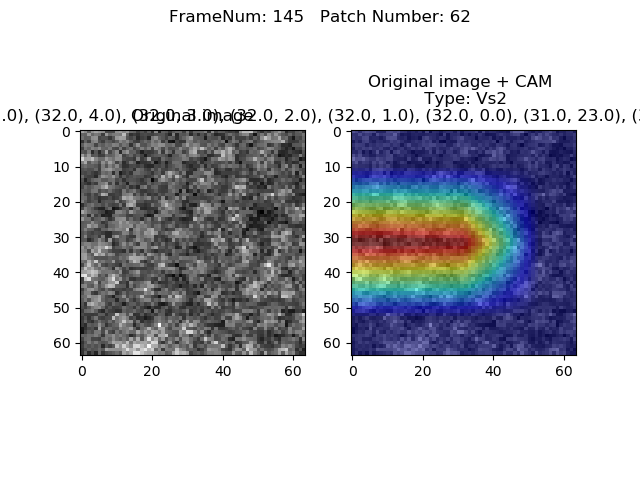 FrameNum: 145   Patch Number: 62
Original image + CAM
Type: Vs2
.0), (32.0, 4.0), (32.0, 3.0), (32.0, 2.0), (32.0, 1.0), (32.0, 0.0), (31.0, 23.0), (3
Original image
0
10
20
30
40
50
60
0 20 40 60
0
10
20
30
40
50
60
0 20 40 60